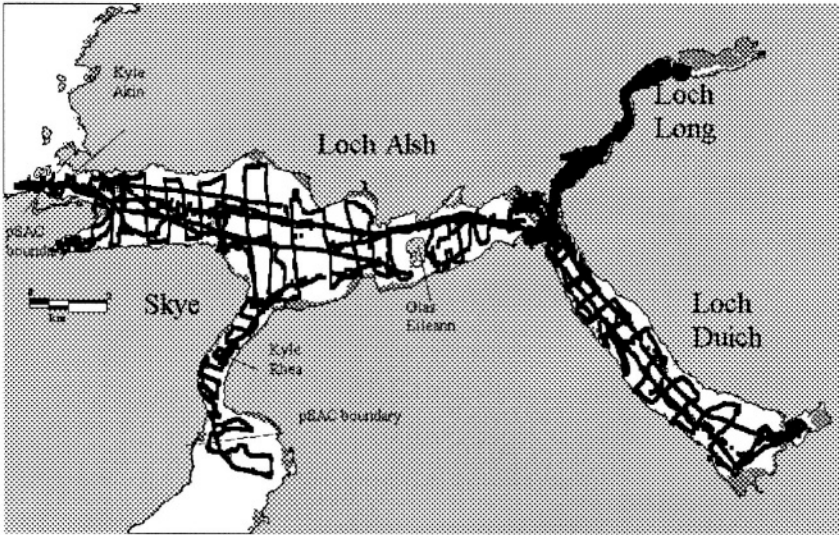 Kyle
Akin
Loch Alsh
Loch
Long
pSAC
boundary
Skye
km
Glas
Eileann
Kyle
Rhea
Loch
Duich
pSAC boundary